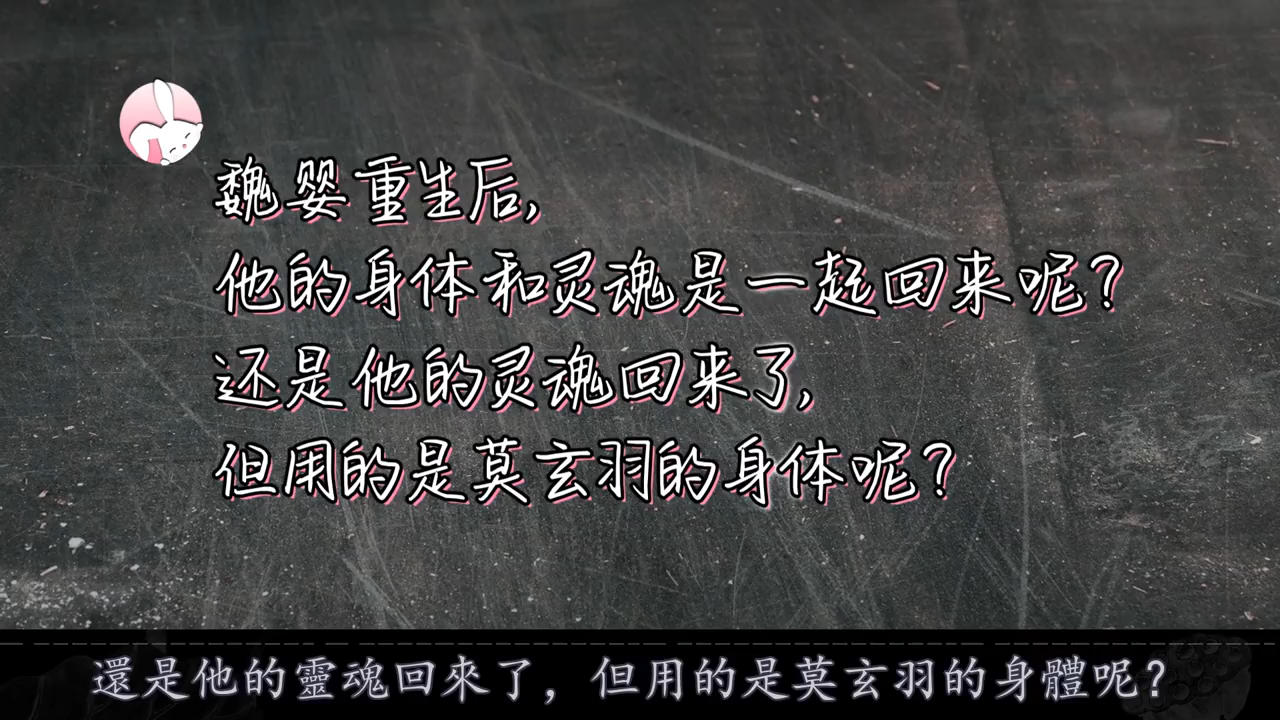 魏婴重生后,
他的身体和灵魂是一起回来呢?
还是他的灵魂回来了,
但用的是莫玄羽的身体呢?
還是他的靈魂回來了，但用的是莫玄羽的身體呢?